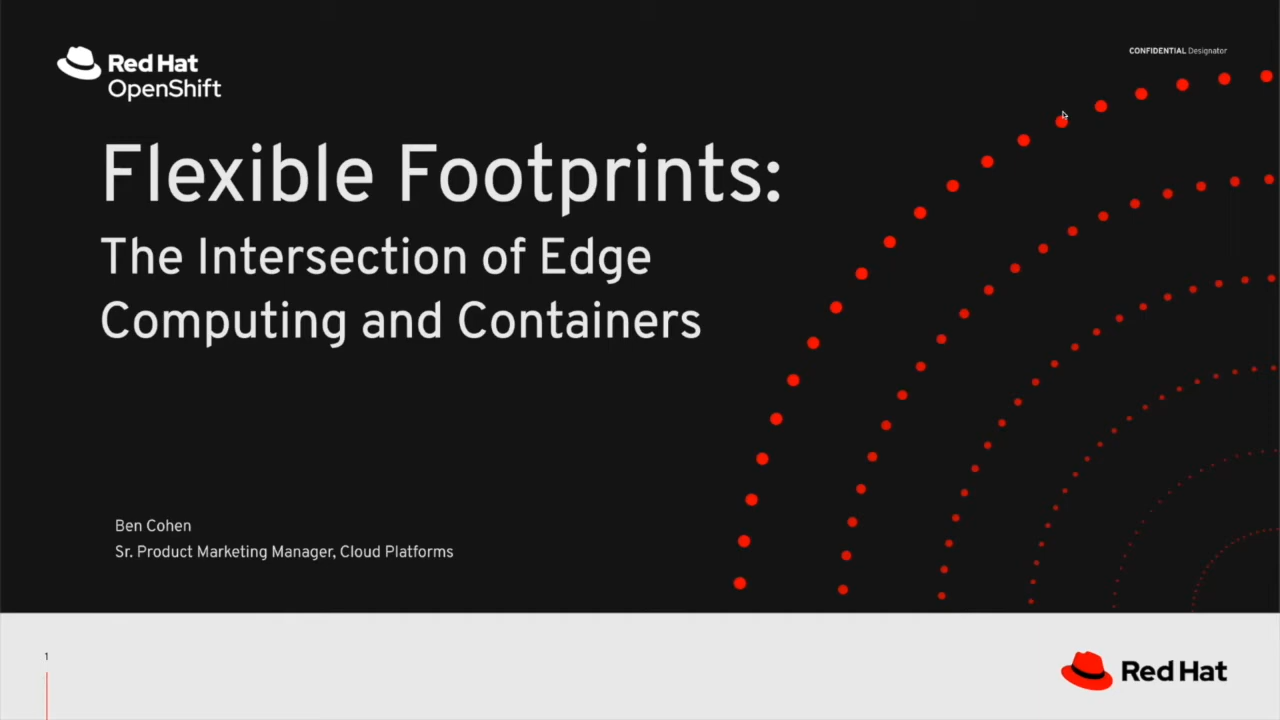 Red Hat
OpenShift
CONFIDENTIAL Designator
Flexible Footprints:
The Intersection of Edge
Computing and Containers
Ben Cohen
Sr. Product Marketing Manager, Cloud Platforms
1
Red Hat